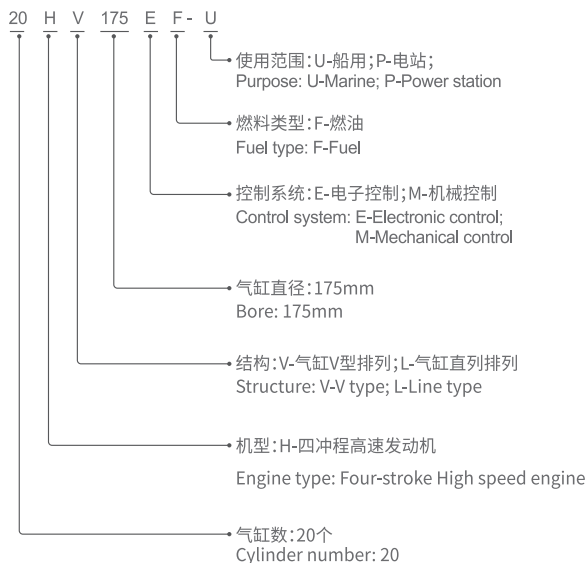 20 H V 175 E F - U
使用范围:U-船用;P-电站;
Purpose: U-Marine; P-Power station
燃料类型:F-燃油
Fuel type: F-Fuel
控制系统:E-电子控制;M-机械控制
Control system: E-Electronic control;
M-Mechanical control
气缸直径:175mm
Bore: 175mm
结构:V-气缸V型排列;L-气缸直列排列
Structure: V-V type; L-Line type
机型:H-四冲程高速发动机
Engine type: Four-stroke High speed engine
气缸数:20个
Cylinder number: 20